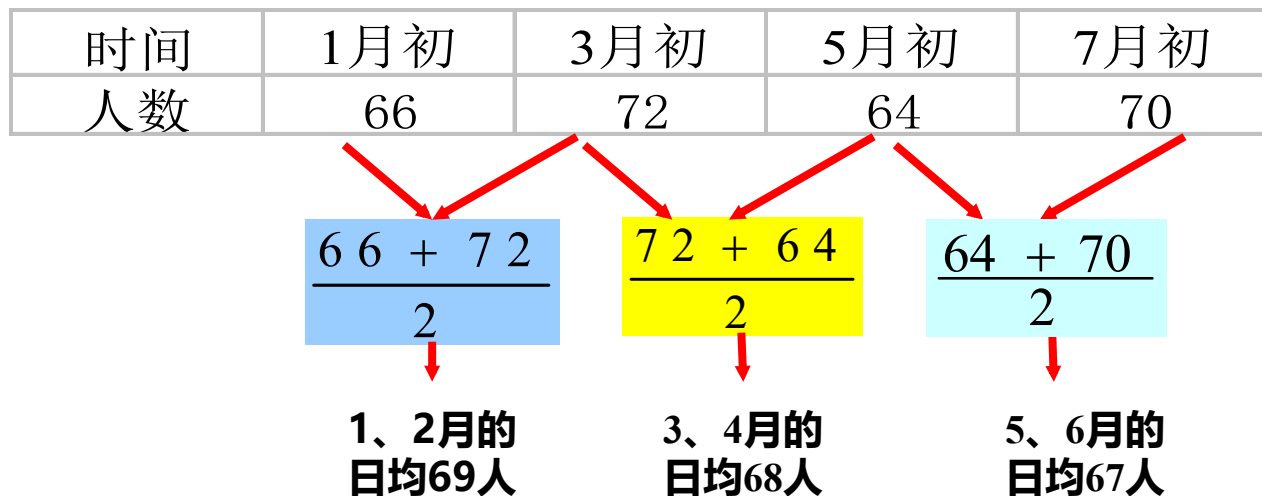 时间 1月初 3月初 5月初 7月初
人数 66 72 64 70
66 + 72
2
72 + 64
2
64 + 70
2
1、2月的
日均69人
3、4月的
日均68人
5、6月的
日均67人